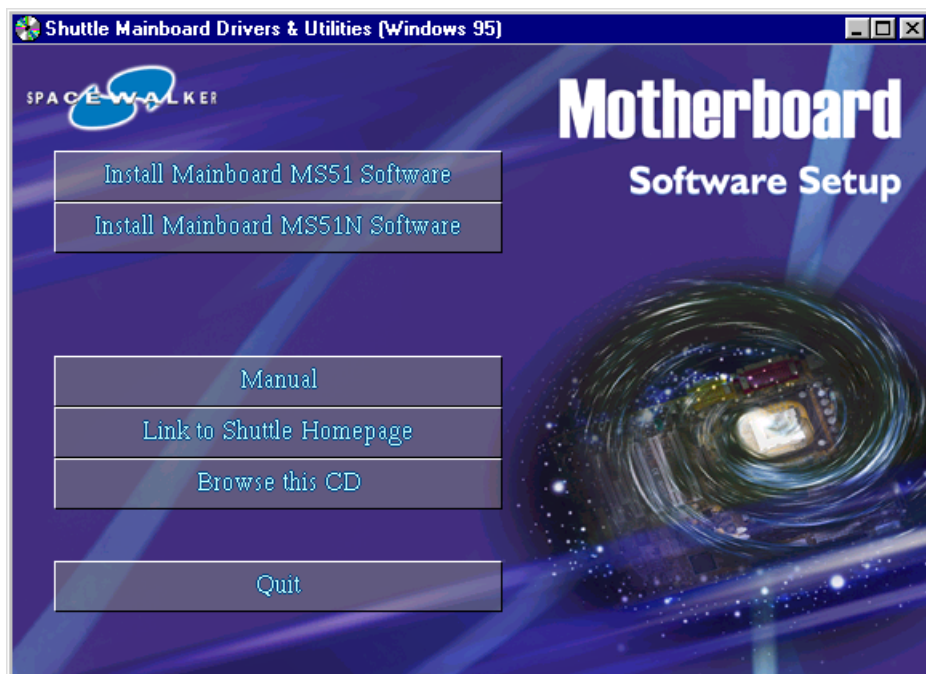 Shuttle Mainboard Drivers & Utilities (Windows 95)
SPACEWALKER
Motherboard
Software Setup
Install Mainboard MS51 Software
Install Mainboard MS51N Software
Manual
Link to Shuttle Homepage
Browse this CD
Quit